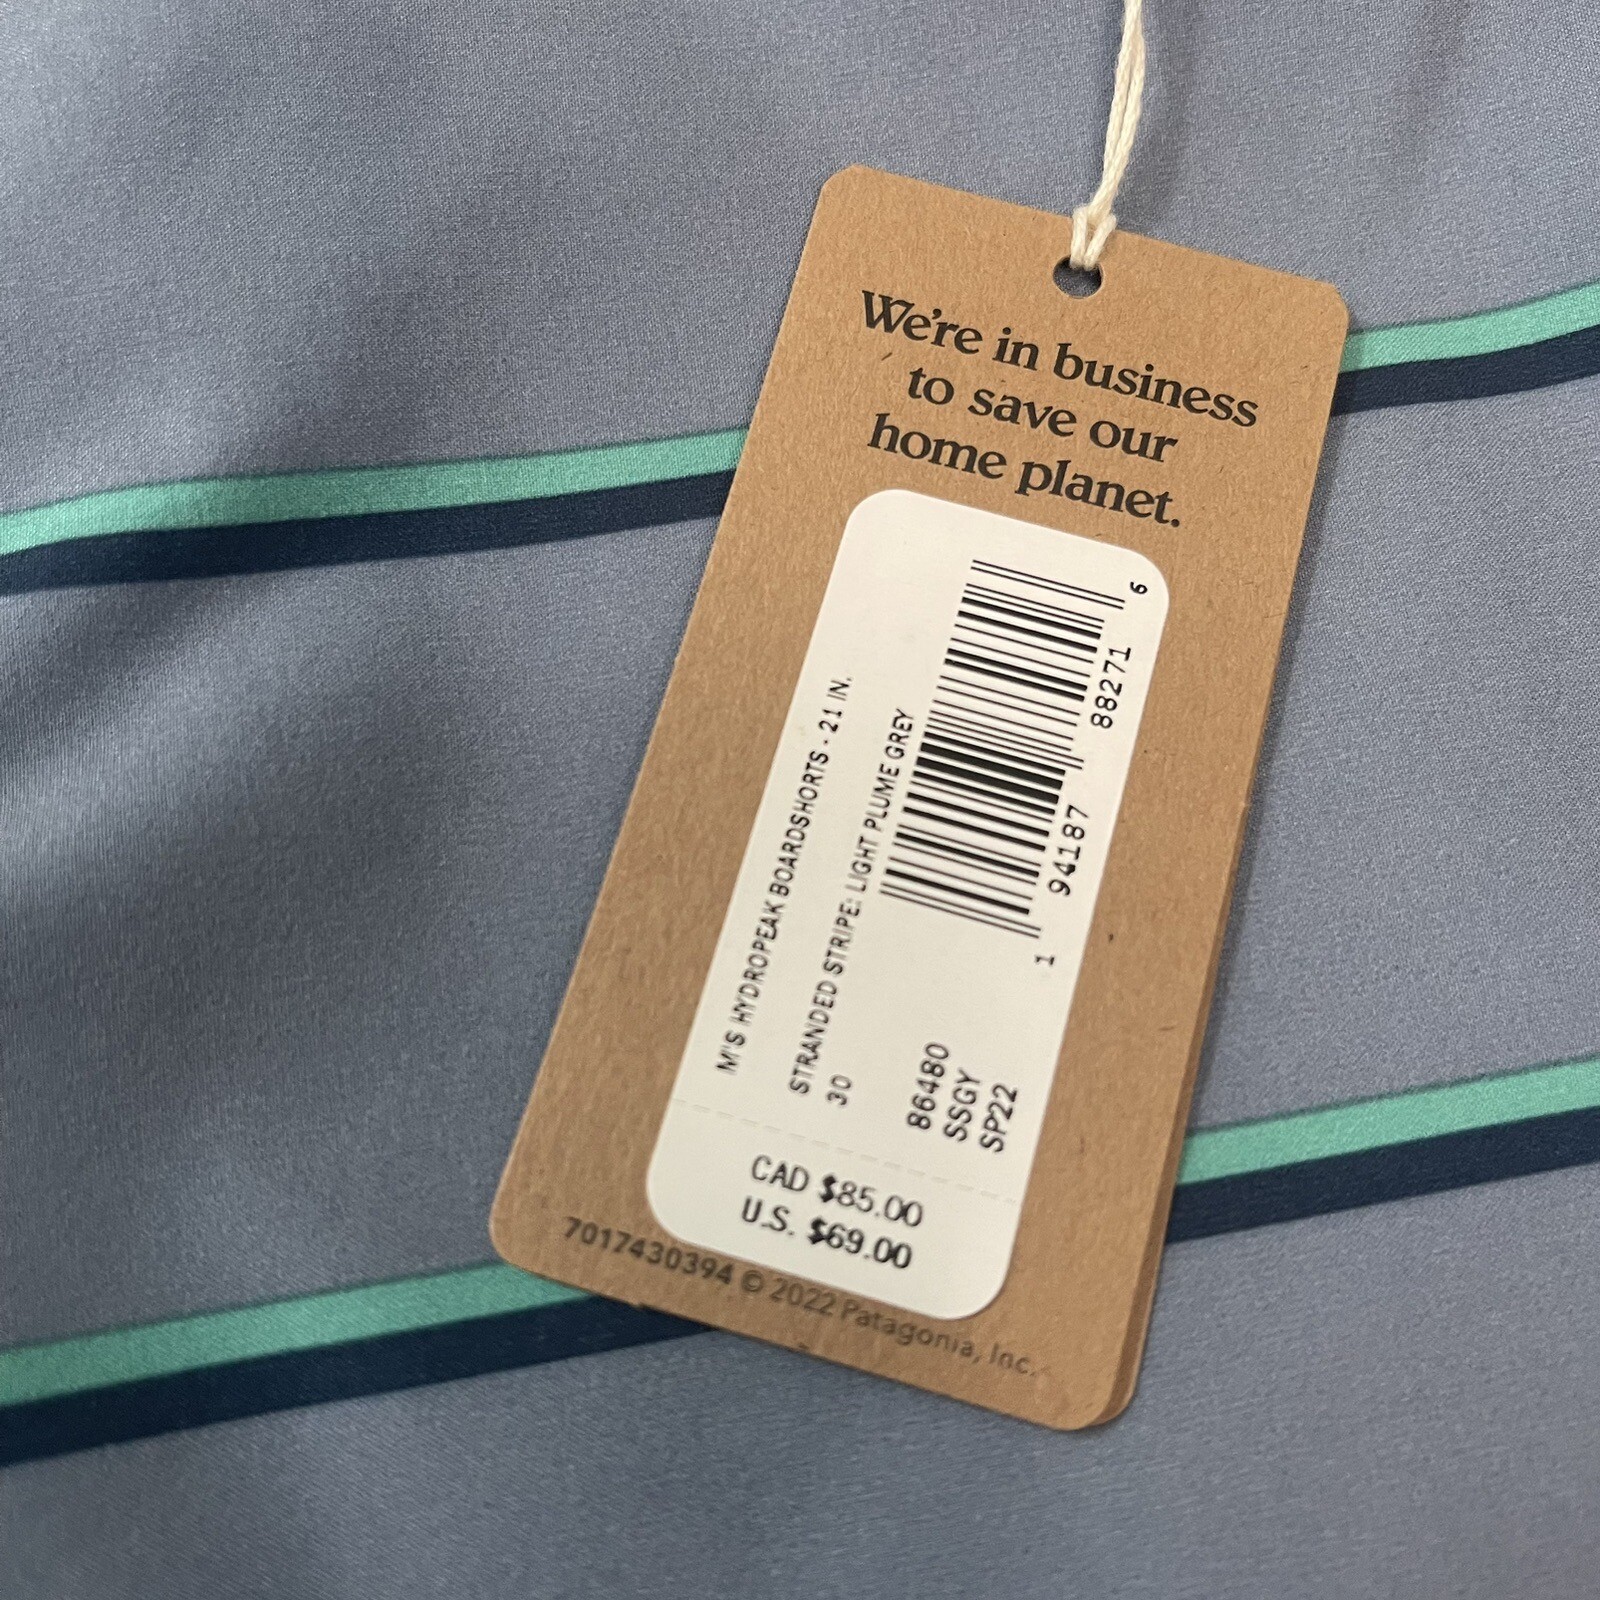 We're in business
to save our
home planet.
M'S HYDROPEAK BOARDSHORTS - 21 IN.
STRANDED STRIPE: LIGHT PLUME GREY
30
1 94187 88271 6
86480
SSGY
SP22
CAD $85.00
U.S. $69.00
7017430394 © 2022 Patagonia, Inc.